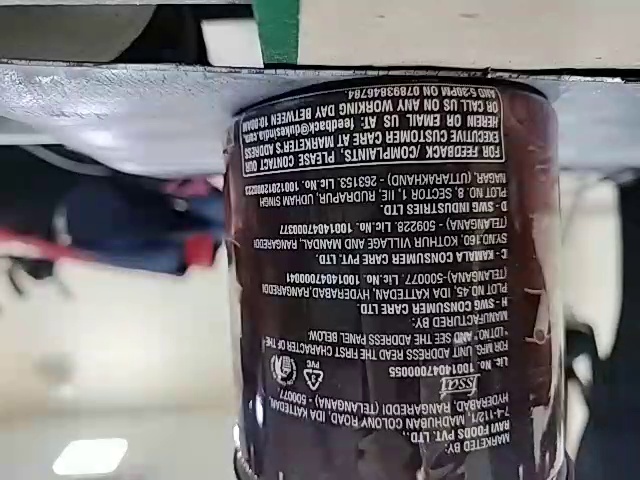 MARKETED BY:
RAVI FOODS PVT. LTD.,
7-4-112/1, MADHUBAN COLONY ROAD, IDA KATTEDAN,
HYDERABAD, RANGAREDDI (TELANGANA) - 500077.
fssai
Lic. No. 10014047000055
3
PVC
FOR MFG. UNIT ADDRESS READ THE FIRST CHARACTER OF THE
"LOT NO" AND SEE THE ADDRESS PANEL BELOW.
MANUFACTURED BY:
H - SWG CONSUMER CARE LTD.
PLOT NO.45, IDA, KATTEDAN, HYDERABAD, RANGAREDDI
(TELANGANA)-500077. Lic. No.10014047000041
C - KAMALA CONSUMER CARE PVT. LTD.
SY.NO.160, KOTHUR VILLAGE AND MANDAL, RANGAREDDI
(TELANGANA) - 509228. Lic.No. 10014047000377
D - SWG INDUSTRIES LTD.
PLOT NO. 8, SECTOR 1, IIE, RUDRAPUR, UDHAM SINGH
NAGAR, (UTTARAKHAND) - 263153. Lic. No. 10012012000222
FOR FEEDBACK /COMPLAINTS, PLEASE CONTACT OUR
EXECUTIVE CUSTOMER CARE AT MARKETER'S ADDRESS
HEREIN OR EMAIL US AT: feedback@dukesindia.com,
OR CALL US ON ANY WORKING DAY BETWEEN 10:00AM
AND 5:30PM ON 07893846784.